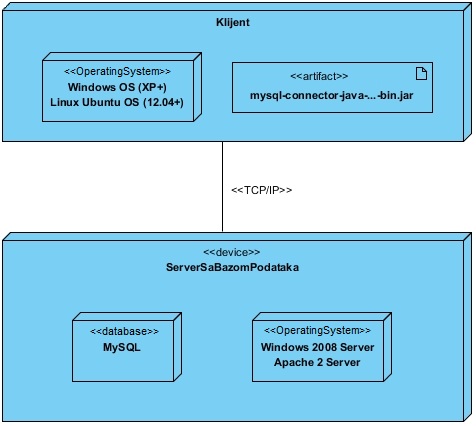 Klijent
<<OperatingSystem>>
Windows OS (XP+)
Linux Ubuntu OS (12.04+)
<<artifact>>
mysql-connector-java-...-bin.jar
<<TCP/IP>>
<<device>>
ServerSaBazomPodataka
<<database>>
MySQL
<<OperatingSystem>>
Windows 2008 Server
Apache 2 Server